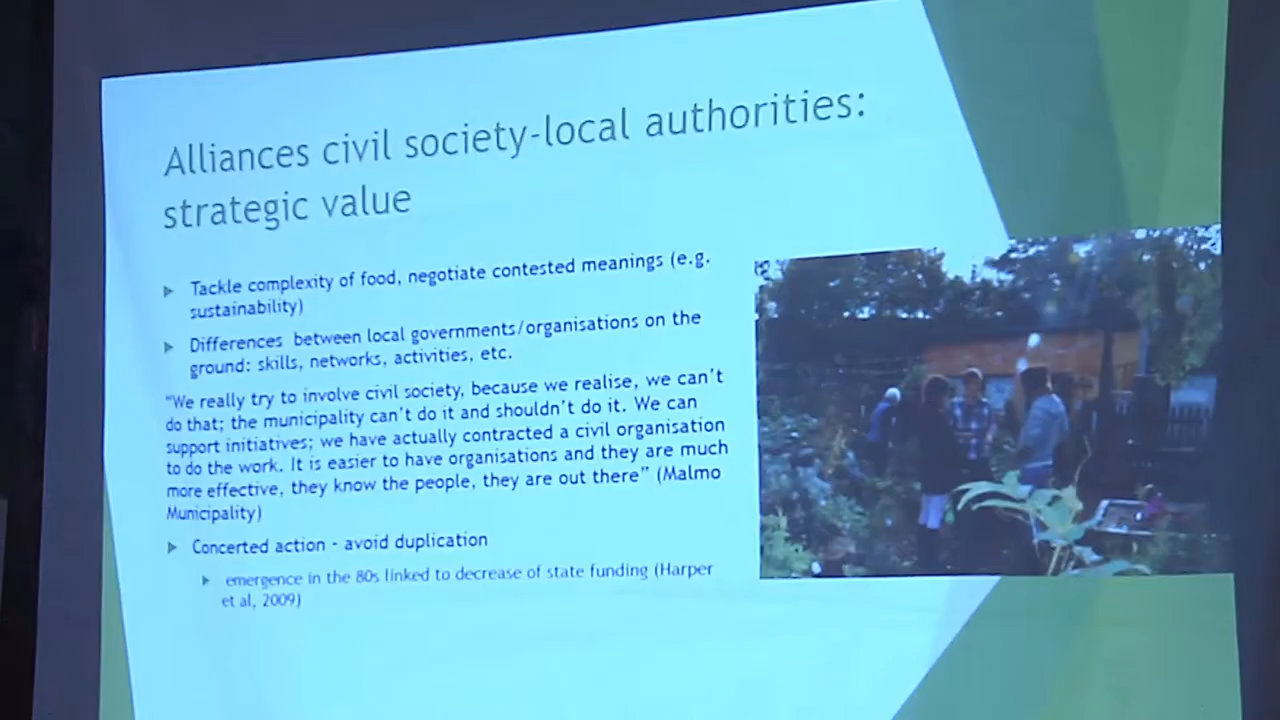 Alliances civil society-local authorities:
strategic value
Tackle complexity of food, negotiate contested meanings (e.g.
sustainability)
Differences between local governments/organisations on the
ground: skills, networks, activities, etc.
"We really try to involve civil society, because we realise, we can't
do that; the municipality can't do it and shouldn't do it. We can
support initiatives; we have actually contracted a civil organisation
to do the work. It is easier to have organisations and they are much
more effective, they know the people, they are out there" (Malmo
Municipality)
Concerted action - avoid duplication
emergence in the 80s linked to decrease of state funding (Harper
et al, 2009)